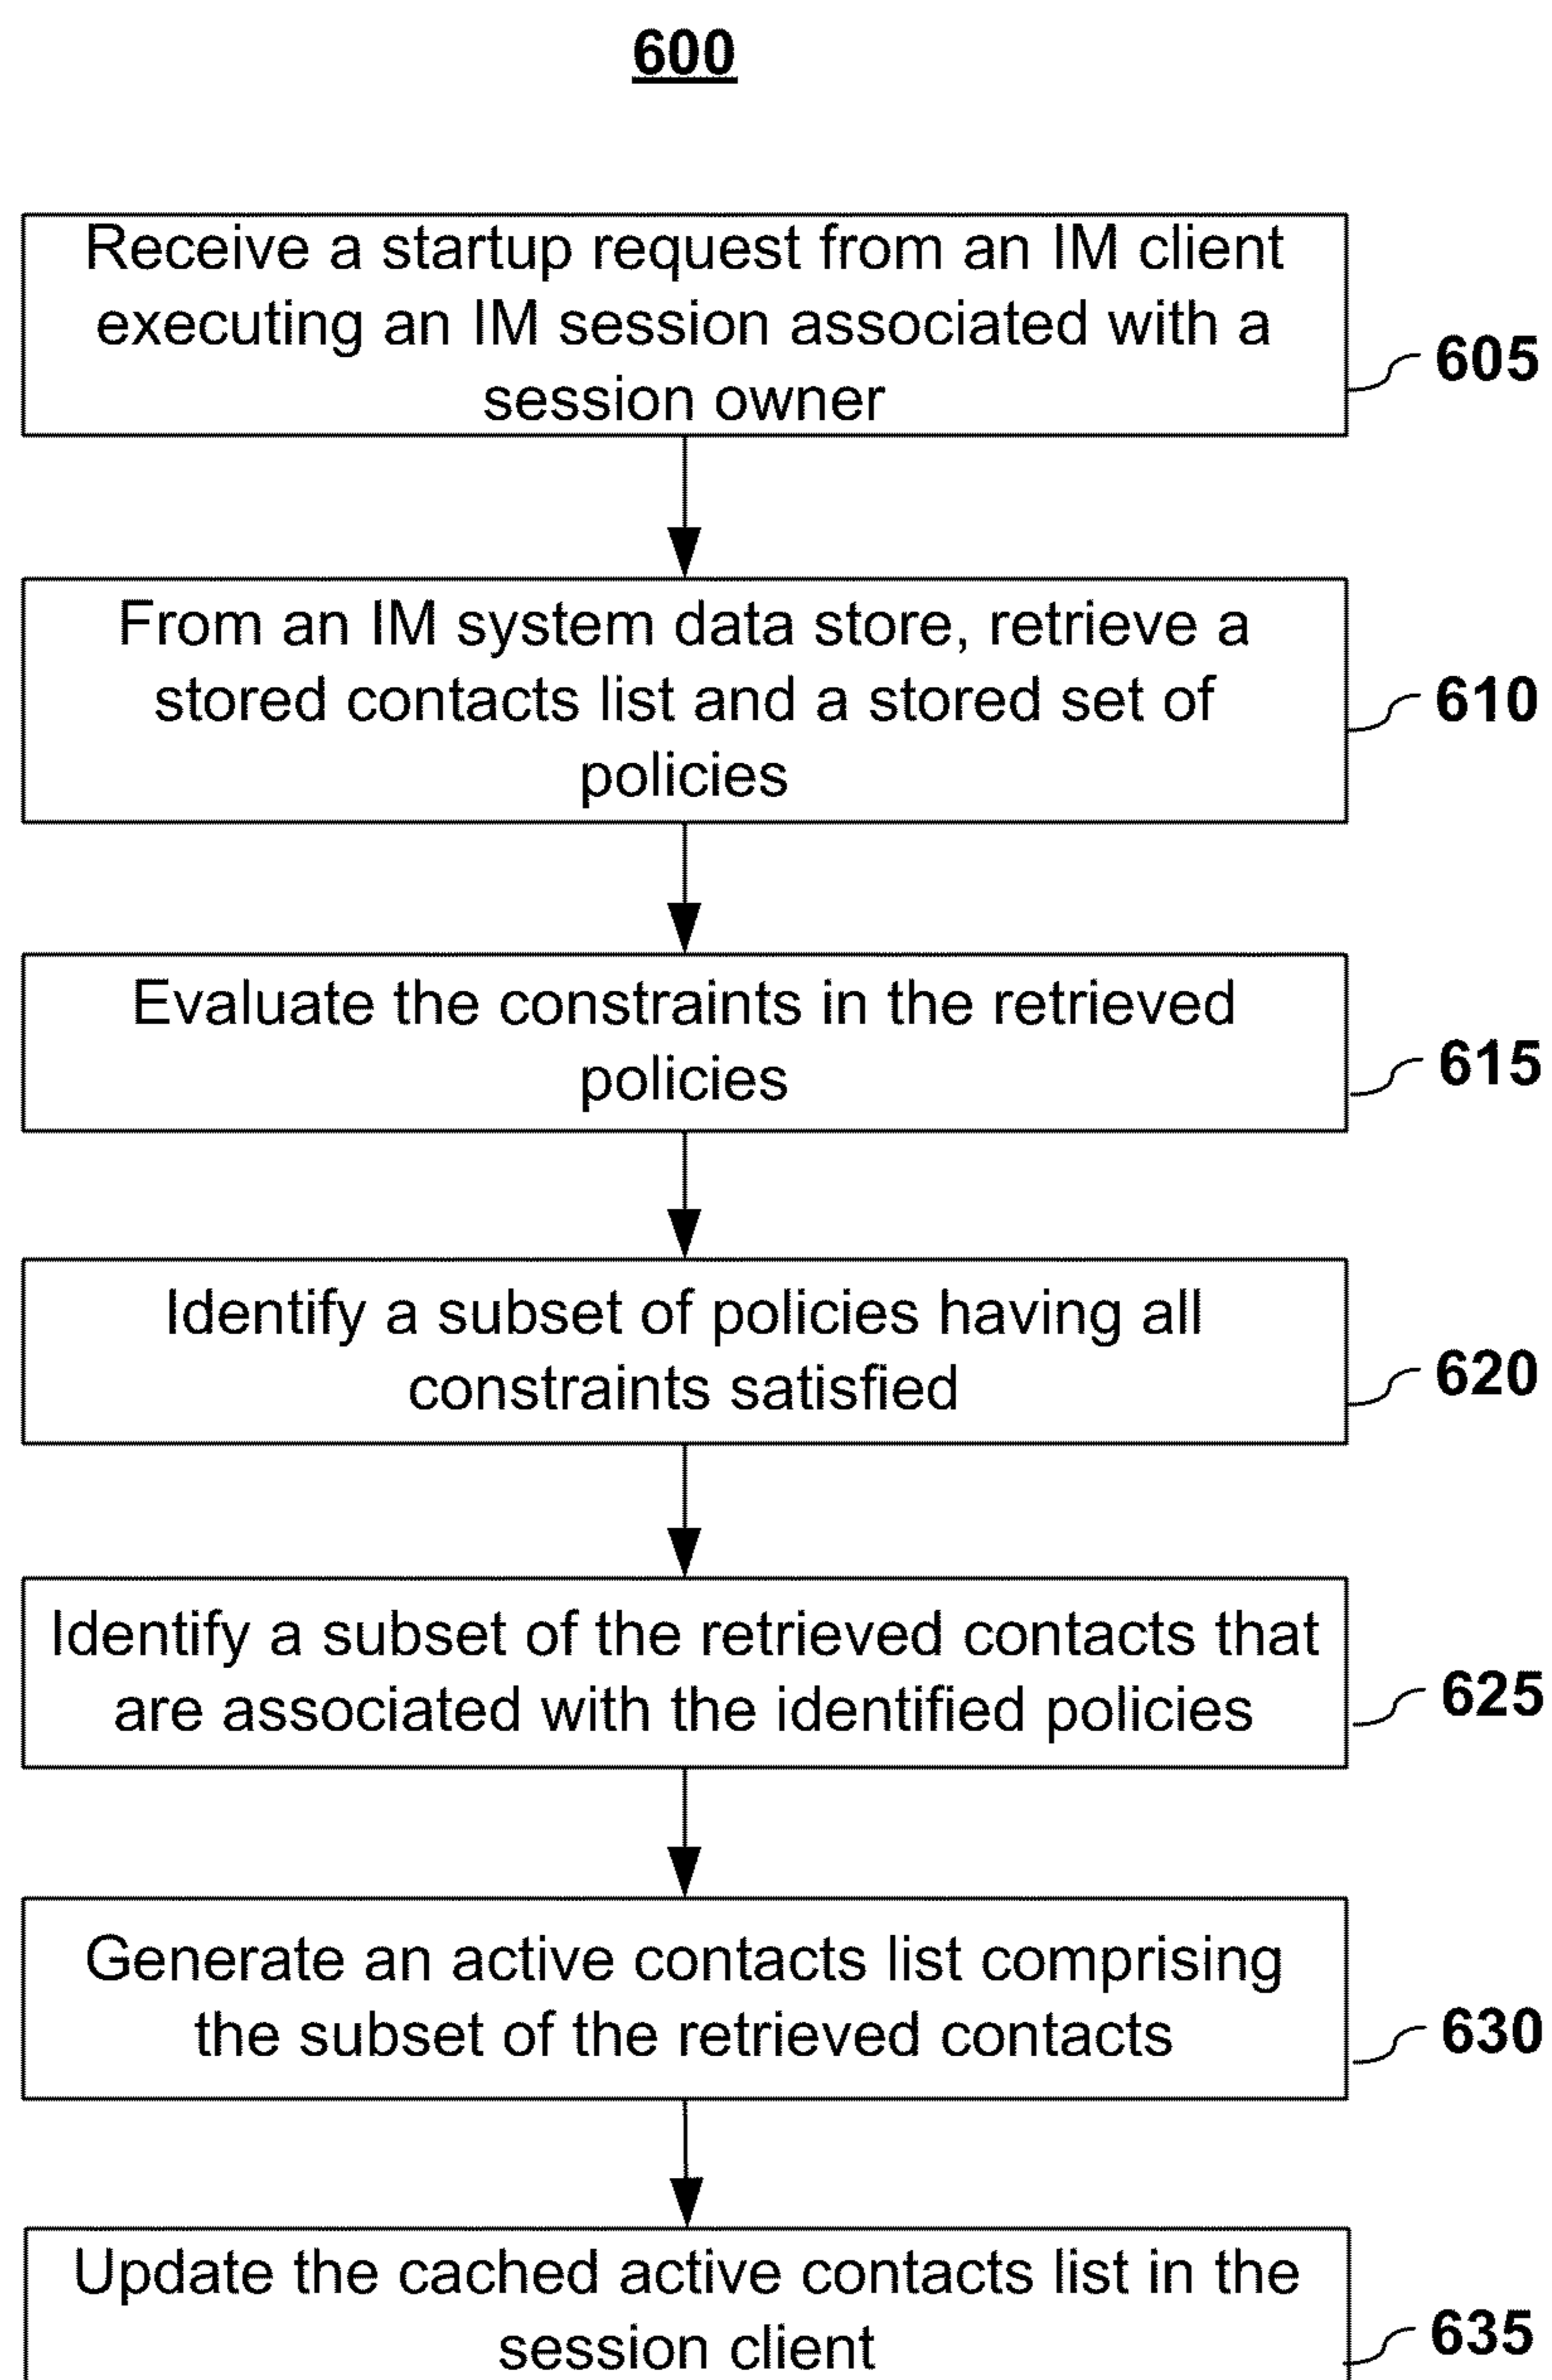 600
Receive a startup request from an IM client
executing an IM session associated with a
session owner
605
From an IM system data store, retrieve a
stored contacts list and a stored set of
policies
610
Evaluate the constraints in the retrieved
policies
615
Identify a subset of policies having all
constraints satisfied
620
Identify a subset of the retrieved contacts that
are associated with the identified policies
625
Generate an active contacts list comprising
the subset of the retrieved contacts
630
Update the cached active contacts list in the
session client
635